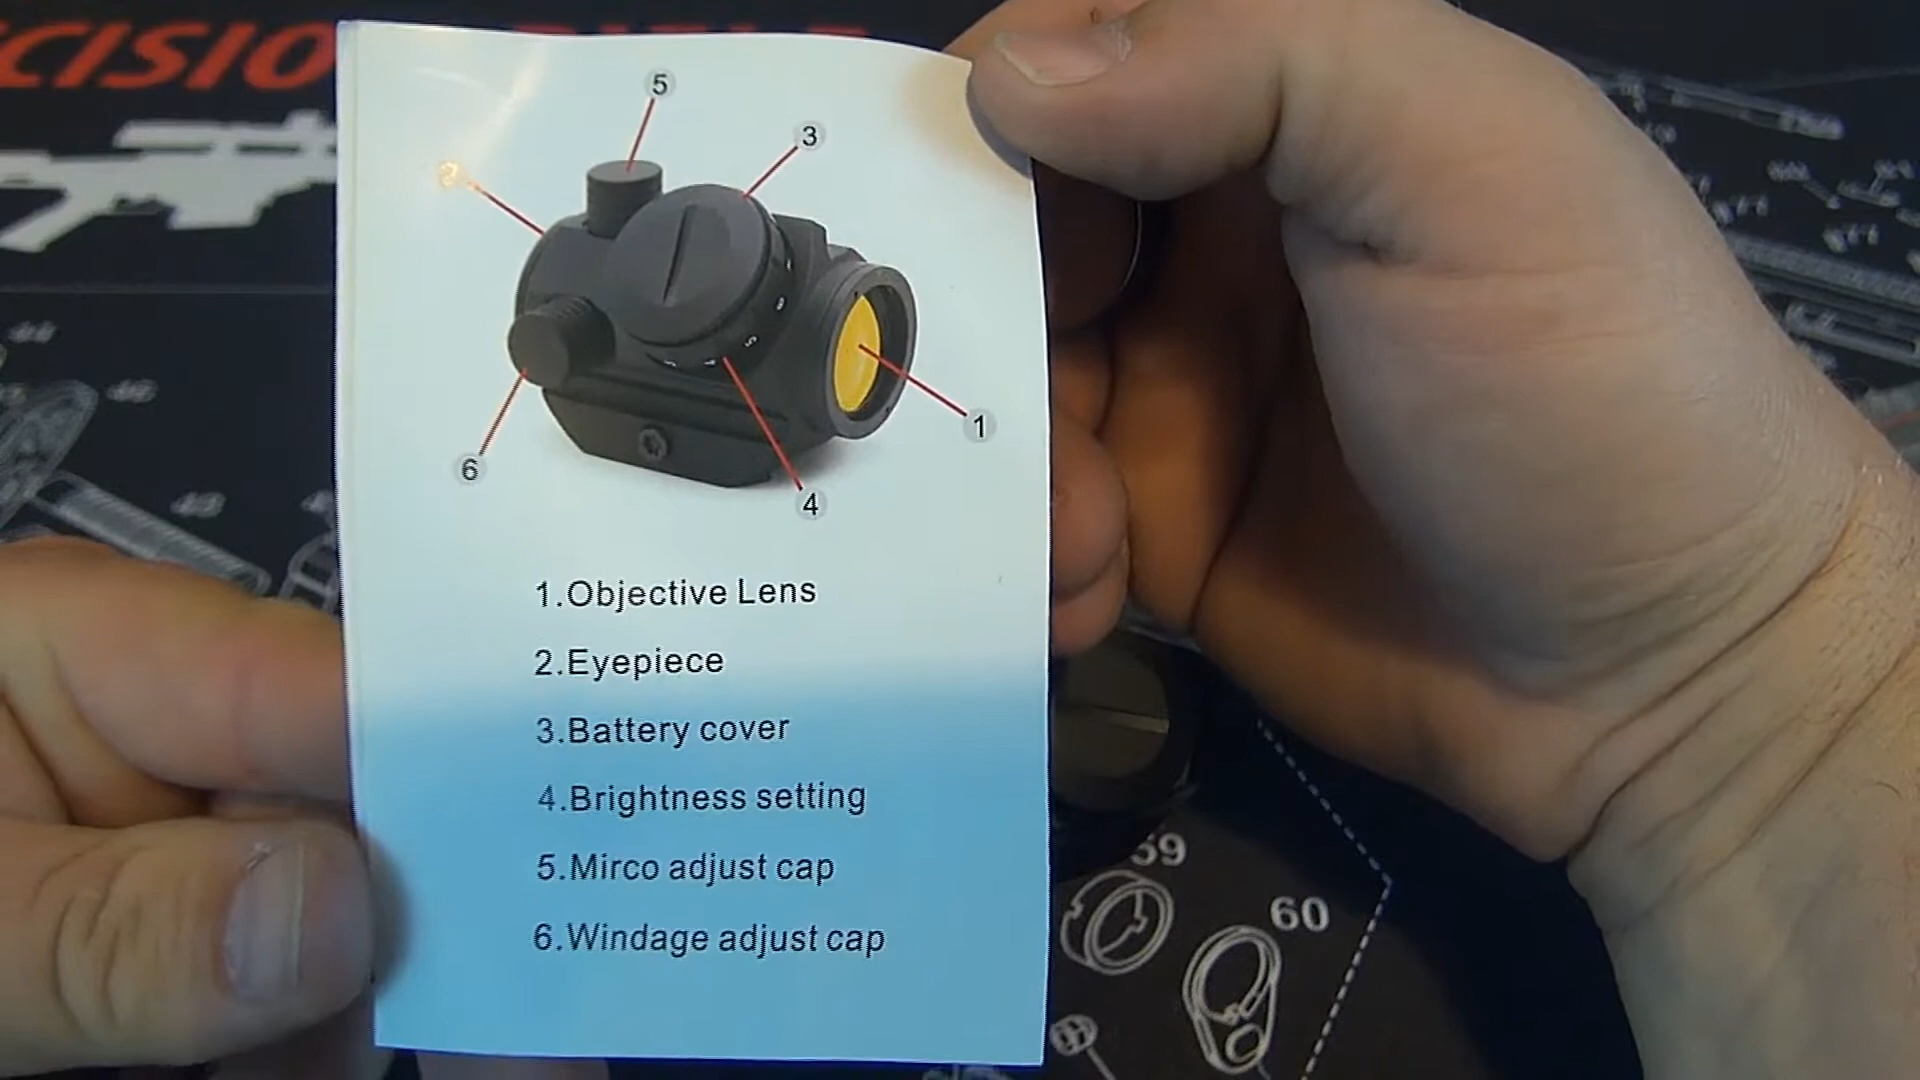 CISIO
5
3
2
1
6
4
1.Objective Lens
2.Eyepiece
3.Battery cover
4.Brightness setting
5.Mirco adjust cap
6.Windage adjust cap
59
60